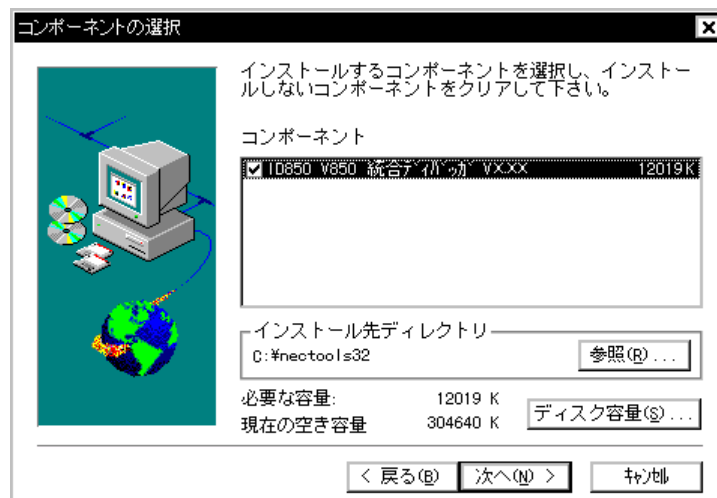 コンポーネントの選択
インストールするコンポーネントを選択し、インストー
ルしないコンポーネントをクリアして下さい。
コンポーネント
ID850 V850 統合ﾃﾞｨﾊﾞｯｶﾞ VX.XX 12019K
インストール先ディレクトリ
C:¥nectools32
参照(R)...
必要な容量: 12019 K
現在の空き容量 304640 K
ディスク容量(S)...
< 戻る(B) 次へ(N) > ｷｬﾝｾﾙ